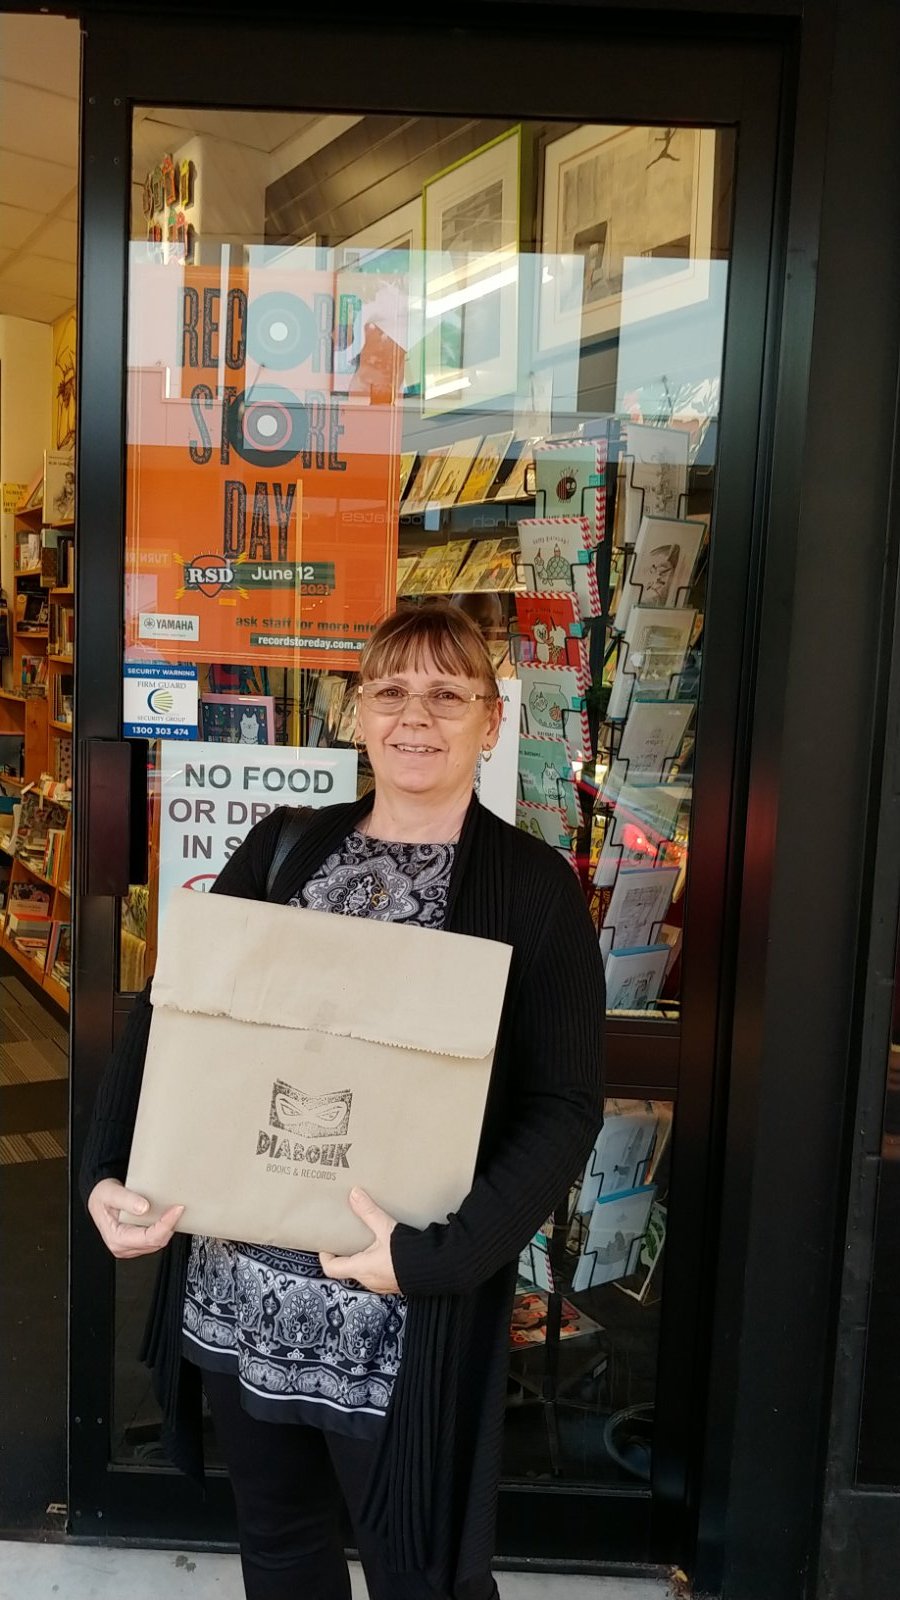 RECORD
STORE
DAY
RSD June 12
2021
YAMAHA
ask staff for more info
recordstoreday.com.au
SECURITY WARNING
FIRM GUARD
SECURITY GROUP
1300 303 474
NO FOOD
OR
IN
DIABOLIK
BOOKS & RECORDS